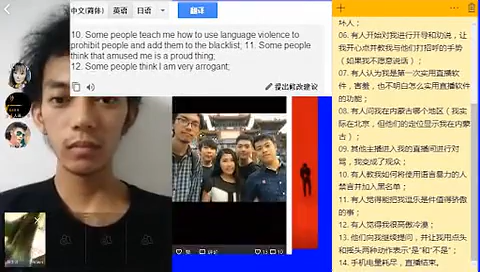 中文(简体) 英语 日语
翻译
10. Some people teach me how to use language violence to
prohibit people and add them to the blacklist; 11. Some people
think that amused me is a proud thing;
12. Some people think I am very arrogant;
提出修改建议
赞
评论
坏人；
06. 有人开始对我进行开导和劝说，让
我开心点并教我与他们打招呼的手势
（如果我不愿意说话）；
07. 有人认为我是第一次实用直播软
件，害羞，也不明白怎么实用直播软件
的功能；
08. 有人问我在内蒙古哪个地区（我实
际在北京，但他们的定位显示我在内蒙
古）；
09. 其他主播进入我的直播间进行对
骂，我变成了观众；
10. 有人教我如何将使用语言暴力的人
禁言并加入黑名单；
11. 有人觉得能把我逗乐是件值得骄傲
的事；
12. 有人觉得我很高傲冷漠；
13. 他们向我继续提问，并让我用点头
和摇头两种动作表示“是”和“不是”；
14. 手机电量耗尽，直播结束。